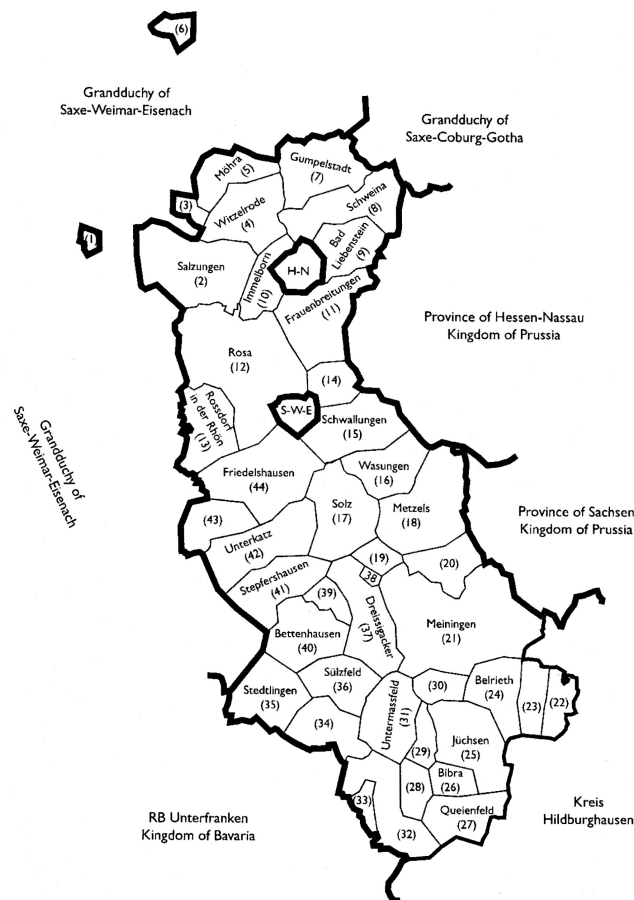 (6)
Grandduchy of
Saxe-Weimar-Eisenach
Grandduchy of
Saxe-Coburg-Gotha
Möhra
(5)
Gumpelstadt
(7)
(3)
Witzelrode
(4)
Schweina
(8)
(1)
Bad
Liebenstein
(9)
Salzungen
(2)
Immelborn
(10)
H-N
Frauenbreitungen
(11)
Province of Hessen-Nassau
Kingdom of Prussia
Rosa
(12)
(14)
Rossdorf
in der Rhön
(13)
S-W-E
Schwallungen
(15)
Grandduchy of
Saxe-Weimar-Eisenach
Friedelshausen
(44)
Wasungen
(16)
(43)
Solz
(17)
Metzels
(18)
Province of Sachsen
Kingdom of Prussia
Unterkatz
(42)
(19)
(20)
Stepfershausen
(41)
38
(39)
Dreissigacker
(37)
Meiningen
(21)
Bettenhausen
(40)
Sülzfeld
(36)
Stedtlingen
(35)
Untermassfeld
(31)
(30)
Belrieth
(24)
(23)
(22)
(34)
(29)
Jüchsen
(25)
Bibra
(26)
(28)
(33)
Queienfeld
(27)
(32)
RB Unterfranken
Kingdom of Bavaria
Kreis
Hildburghausen